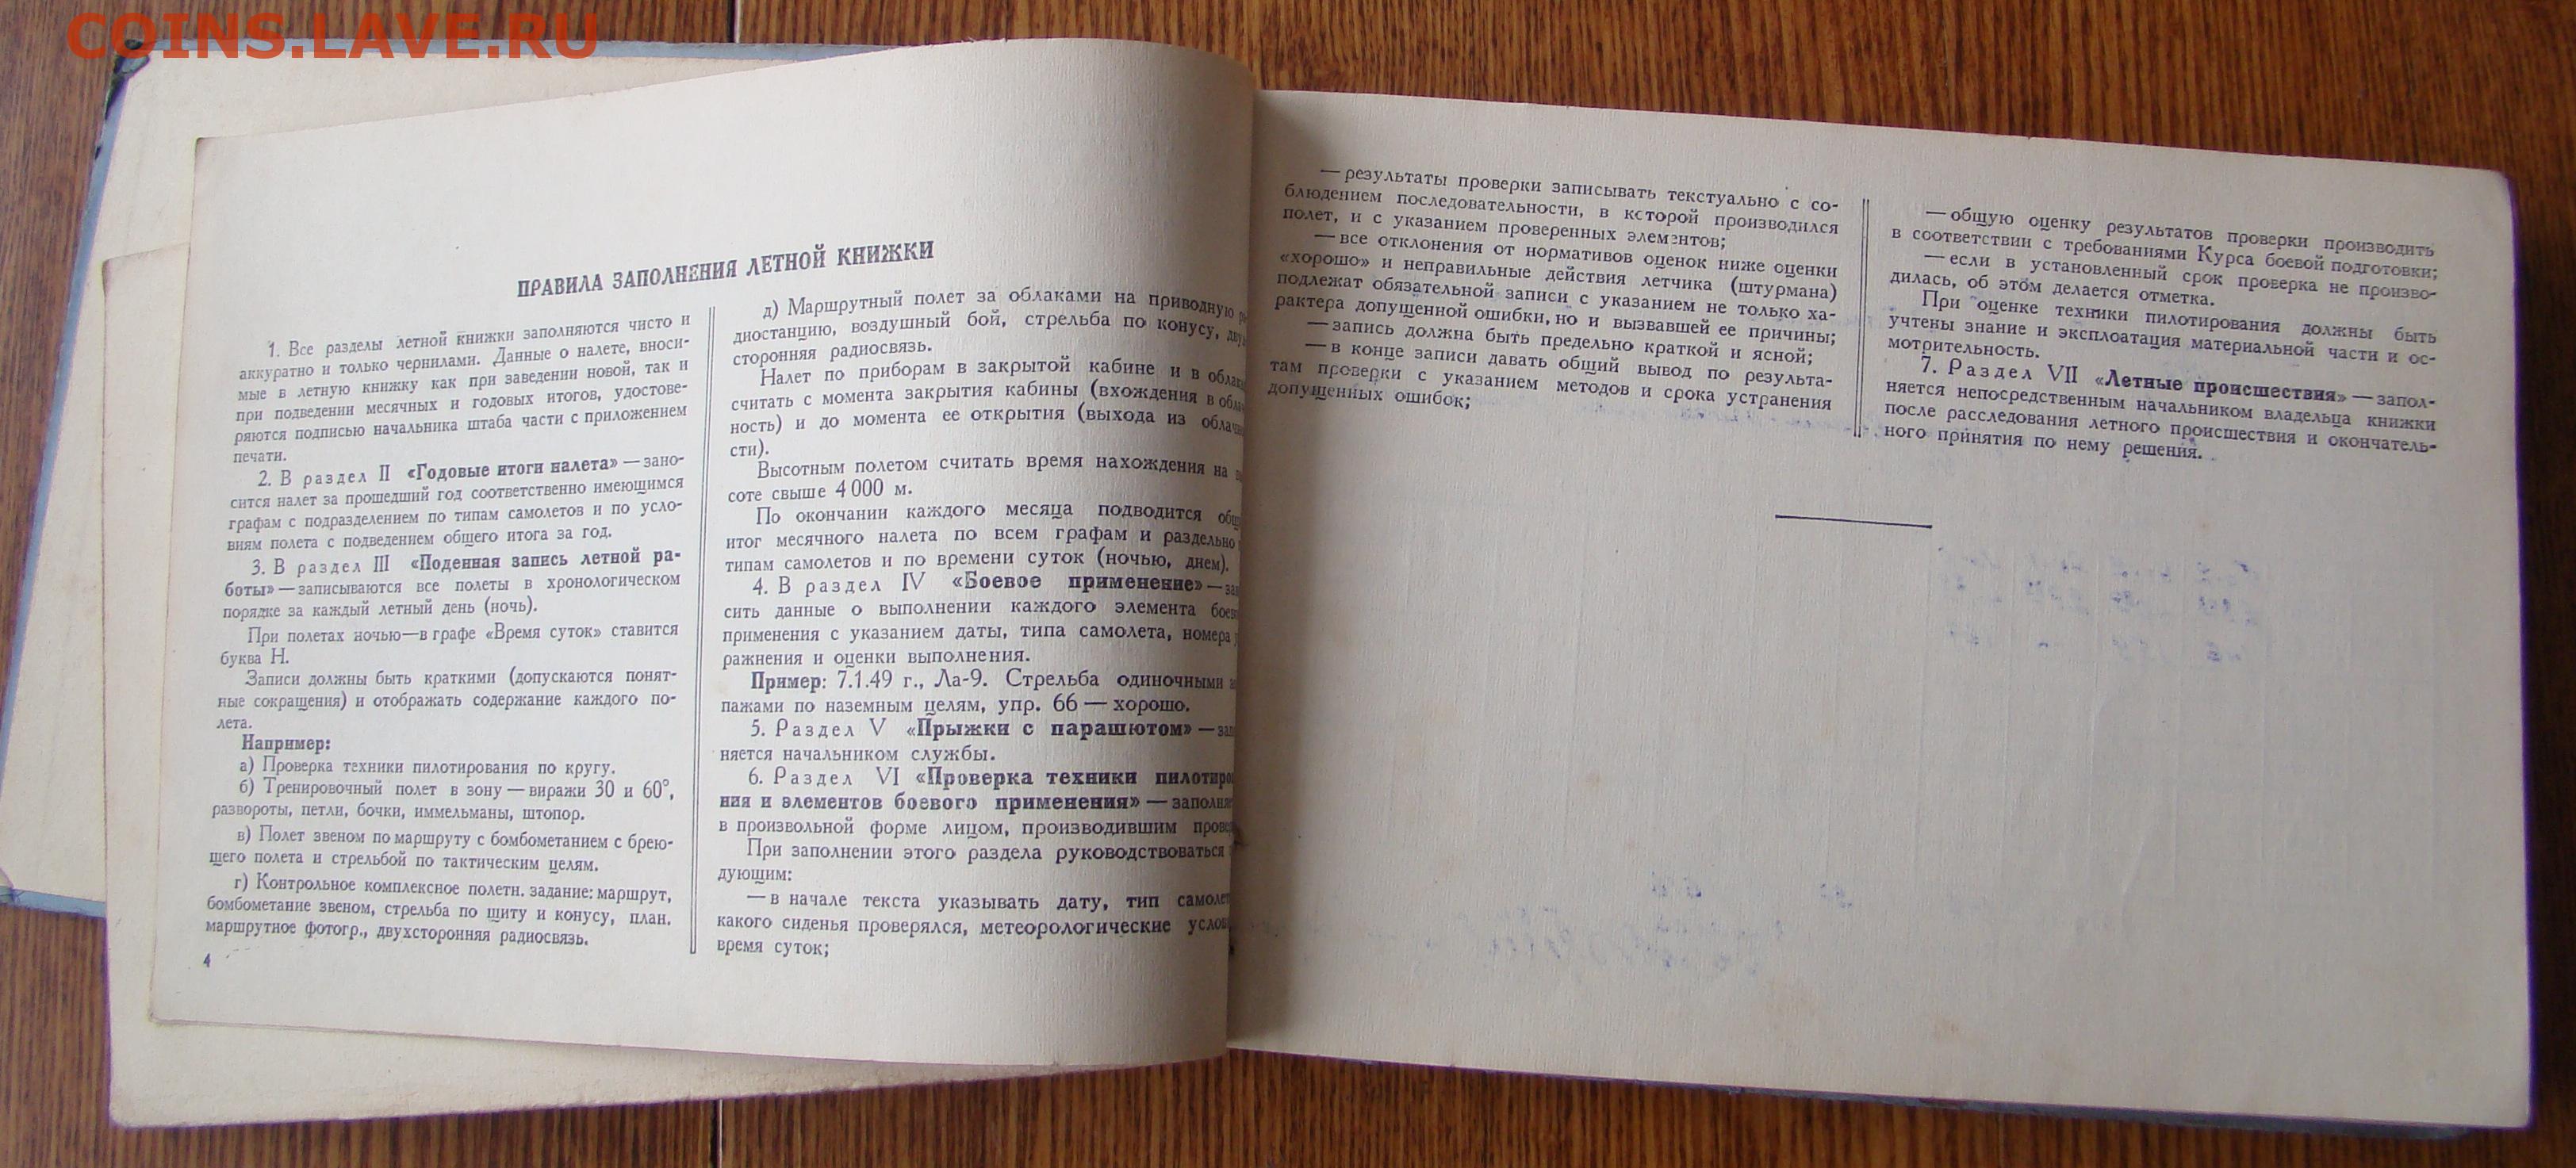 COINS.LAVE.RU
ПРАВИЛА ЗАПОЛНЕНИЯ ЛЕТНОЙ КНИЖКИ
1. Все разделы летной книжки заполняются чисто и
аккуратно и только чернилами. Данные о налете, вноси-
мые в летную книжку как при заведении новой, так и
при подведении месячных и годовых итогов, удостове-
ряются подписью начальника штаба части с приложением
печати.
2. В раздел II «Годовые итоги налета» — зано-
сится налет за прошедший год соответственно имеющимся
графам с подразделением по типам самолетов и по усло-
виям полета с подведением общего итога за год.
3. В раздел III «Поденная запись летной ра-
боты» — записываются все полеты в хронологическом
порядке за каждый летный день (ночь).
При полетах ночью—в графе «Время суток» ставится
буква Н.
Записи должны быть краткими (допускаются понят-
ные сокращения) и отображать содержание каждого по-
лета.
Например:
а) Проверка техники пилотирования по кругу.
б) Тренировочный полет в зону — виражи 30 и 60°,
развороты, петли, бочки, иммельманы, штопор.
в) Полет звеном по маршруту с бомбометанием с брею-
щего полета и стрельбой по тактическим целям.
г) Контрольное комплексное полетн. задание: маршрут,
бомбометание звеном, стрельба по щиту и конусу, план.
маршрутное фотогр., двухсторонняя радиосвязь.
4
д) Маршрутный полет за облаками на приводную
диостанцию, воздушный бой, стрельба по конусу,
сторонняя радиосвязь.
Налет по приборам в закрытой кабине и в
считать с момента закрытия кабины (вхождения в
ность) и до момента ее открытия (выхода из
сти).
Высотным полетом считать время нахождения на
соте свыше 4 000 м.
По окончании каждого месяца подводится
итог месячного налета по всем графам и раздельно
типам самолетов и по времени суток (ночью, днем).
4. В раздел IV «Боевое применение» —
сить данные о выполнении каждого элемента
применения с указанием даты, типа самолета, номера
ражнения и оценки выполнения.
Пример: 7.1.49 г., Ла-9. Стрельба одиночными
пажами по наземным целям, упр. 66 — хорошо.
5. Раздел V «Прыжки с парашютом» —
няется начальником службы.
6. Раздел VI «Проверка техники
ния и элементов боевого применения» —
в произвольной форме лицом, производившим
При заполнении этого раздела руководствоваться
дующим:
— в начале текста указывать дату, тип
какого сиденья проверялся, метеорологические
время суток;
— результаты проверки записывать текстуально с со-
блюдением последовательности, в которой производился
полет, и с указанием проверенных элементов;
— все отклонения от нормативов оценок ниже оценки
«хорошо» и неправильные действия летчика (штурмана)
подлежат обязательной записи с указанием не только ха-
рактера допущенной ошибки, но и вызвавшей ее причины;
— запись должна быть предельно краткой и ясной;
— в конце записи давать общий вывод по результа-
там проверки с указанием методов и срока устранения
допущенных ошибок;
— общую оценку результатов проверки производить
в соответствии с требованиями Курса боевой подготовки;
— если в установленный срок проверка не произво-
дилась, об этом делается отметка.
При оценке техники пилотирования должны быть
учтены знание и эксплоатация материальной части и ос-
мотрительность.
7. Раздел VII «Летные происшествия» — запол-
няется непосредственным начальником владельца книжки
после расследования летного происшествия и окончатель-
ного принятия по нему решения.